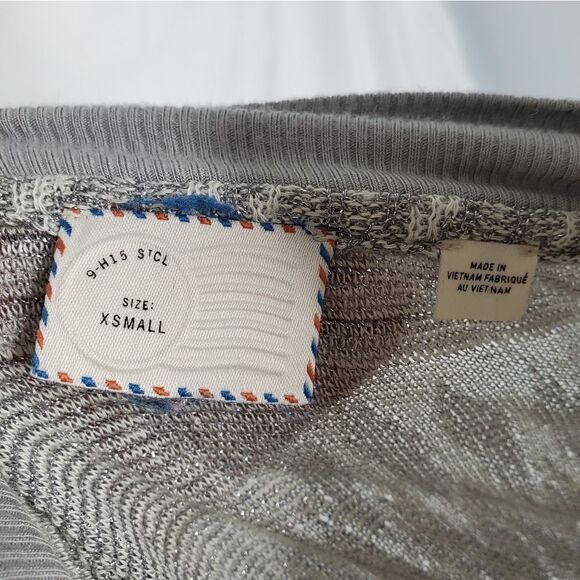 9-H15 STCL
SIZE:
XSMALL
MADE IN
VIETNAM FABRIQUÉ
AU VIETNAM